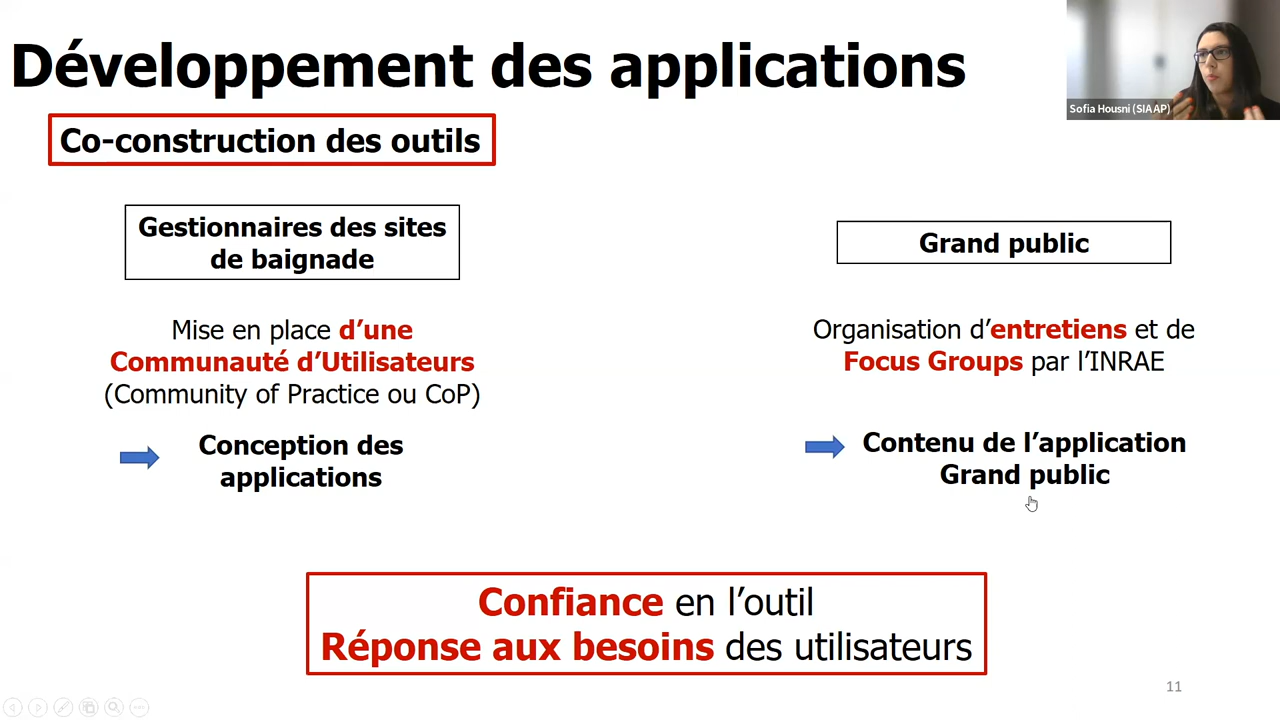 Développement des applications
Sofia Housni (SIAAP)
Co-construction des outils
Gestionnaires des sites
de baignade
Mise en place d’une
Communauté d’Utilisateurs
(Community of Practice ou CoP)
Conception des
applications
Grand public
Organisation d’entretiens et de
Focus Groups par l’INRAE
Contenu de l’application
Grand public
Confiance en l’outil
Réponse aux besoins des utilisateurs
11